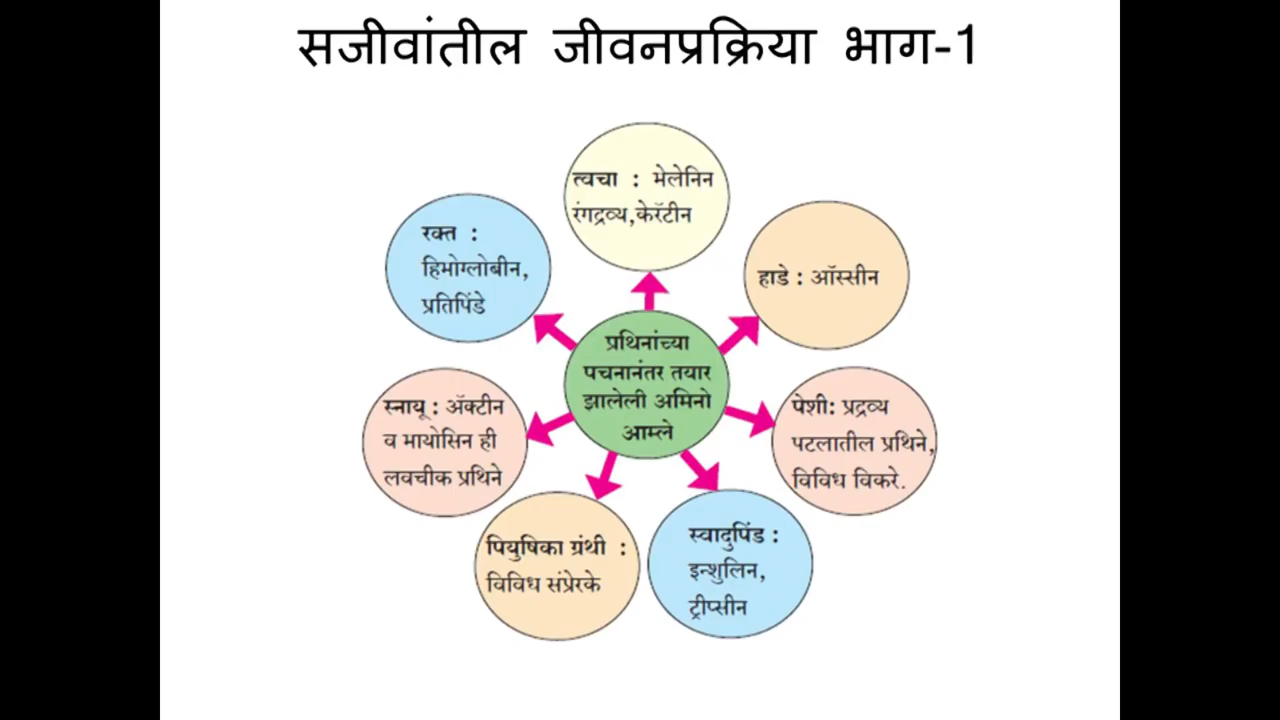 सजीवांतील जीवनप्रक्रिया भाग-1
त्वचा : मेलेनिन
रंगद्रव्य,केरॅटीन
रक्त :
हिमोग्लोबीन,
प्रतिपिंडे
हाडे : ऑस्सीन
प्रथिनांच्या
पचनानंतर तयार
झालेली अमिनो
आम्ले
स्नायू : ॲक्टीन
व मायोसिन ही
लवचीक प्रथिने
पेशी: प्रद्रव्य
पटलातील प्रथिने,
विविध विकरे.
पियुषिका ग्रंथी :
विविध संप्रेरके
स्वादुपिंड :
इन्शुलिन,
ट्रीप्सीन